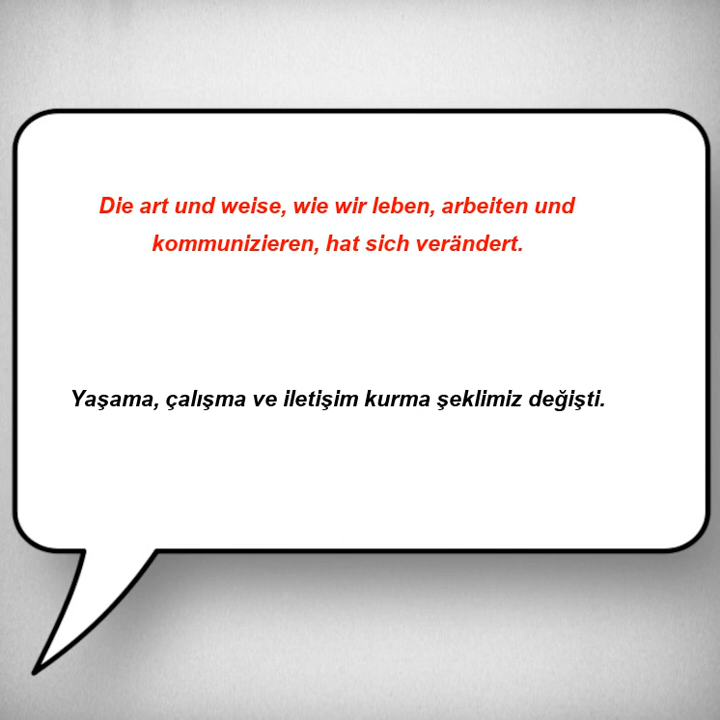 Die art und weise, wie wir leben, arbeiten und
kommunizieren, hat sich verändert.
Yaşama, çalışma ve iletişim kurma şeklimiz değişti.